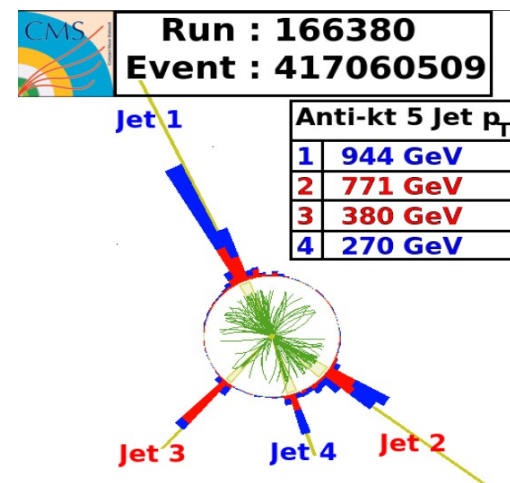 CMS
Run : 166380
Event : 417060509
Jet 1
Anti-kt 5 Jet pT
1 944 GeV
2 771 GeV
3 380 GeV
4 270 GeV
Jet 3
Jet 4
Jet 2